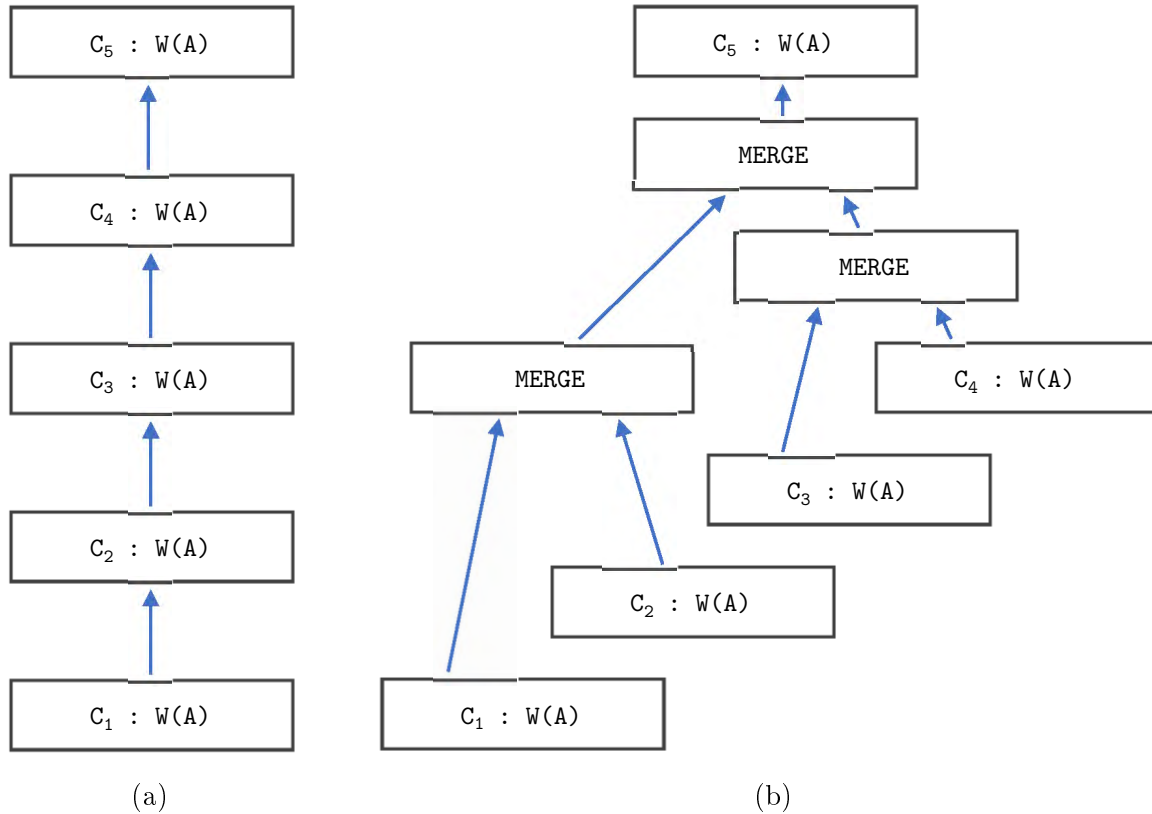 C₅ : W(A)
C₄ : W(A)
C₃ : W(A)
C₂ : W(A)
C₁ : W(A)
(a)
C₅ : W(A)
MERGE
MERGE
MERGE
C₄ : W(A)
C₃ : W(A)
C₂ : W(A)
C₁ : W(A)
(b)